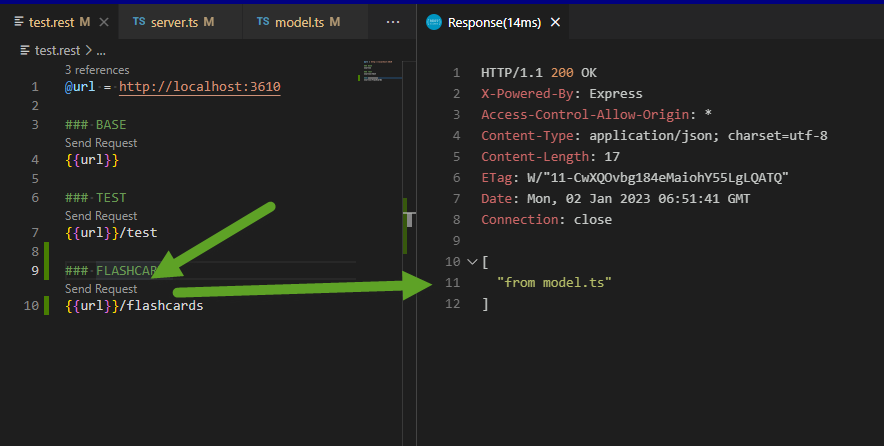 test.rest M
TS server.ts M
TS model.ts M
...
Response(14ms)
test.rest > ...
3 references
1 @url = http://localhost:3610
2
3 ### BASE
Send Request
4 {{url}}
5
6 ### TEST
Send Request
7 {{url}}/test
8
9 ### FLASHCAR
Send Request
10 {{url}}/flashcards
1 HTTP/1.1 200 OK
2 X-Powered-By: Express
3 Access-Control-Allow-Origin: *
4 Content-Type: application/json; charset=utf-8
5 Content-Length: 17
6 ETag: W/"11-CwXQOvbg184eMaiohY55LgLQATQ"
7 Date: Mon, 02 Jan 2023 06:51:41 GMT
8 Connection: close
9
10 [
11 "from model.ts"
12 ]